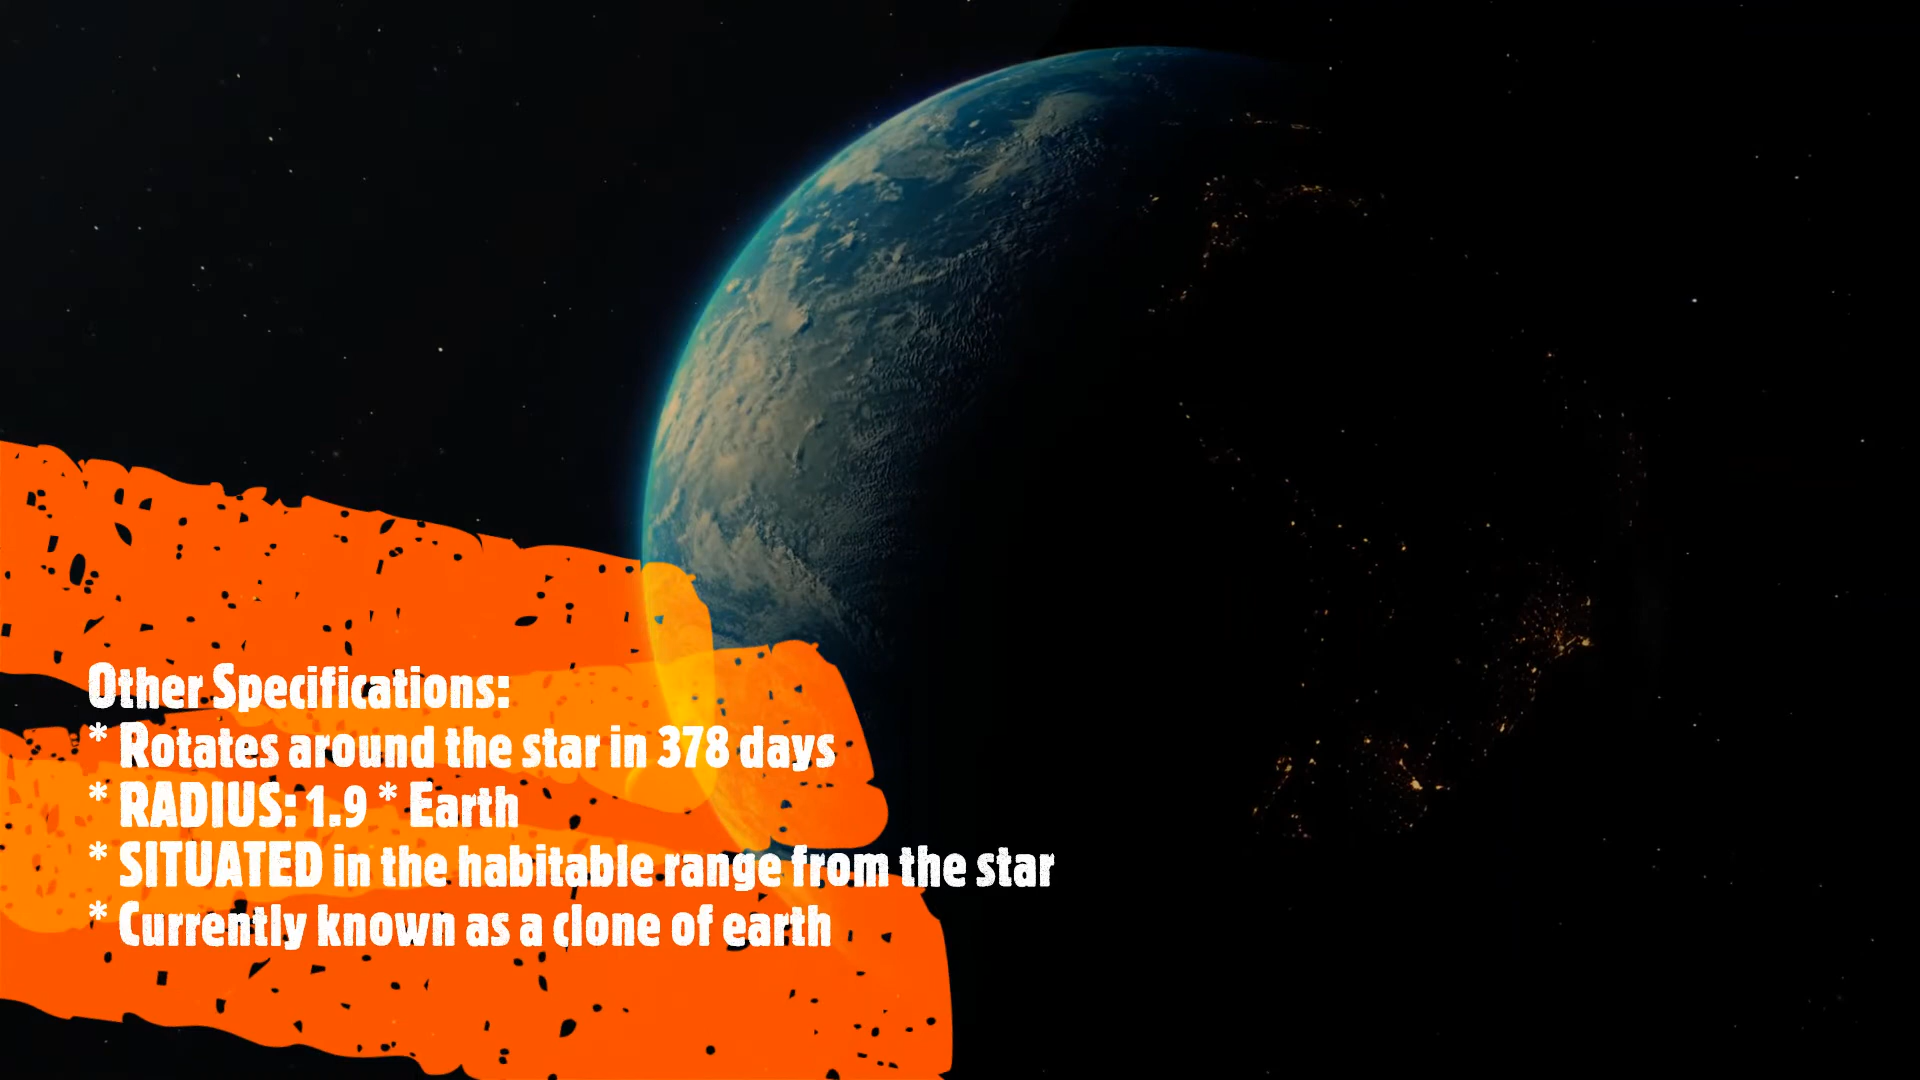 Other Specifications:
* Rotates around the star in 378 days
* RADIUS: 1.9 * Earth
* SITUATED in the habitable range from the star
* Currently known as a clone of earth